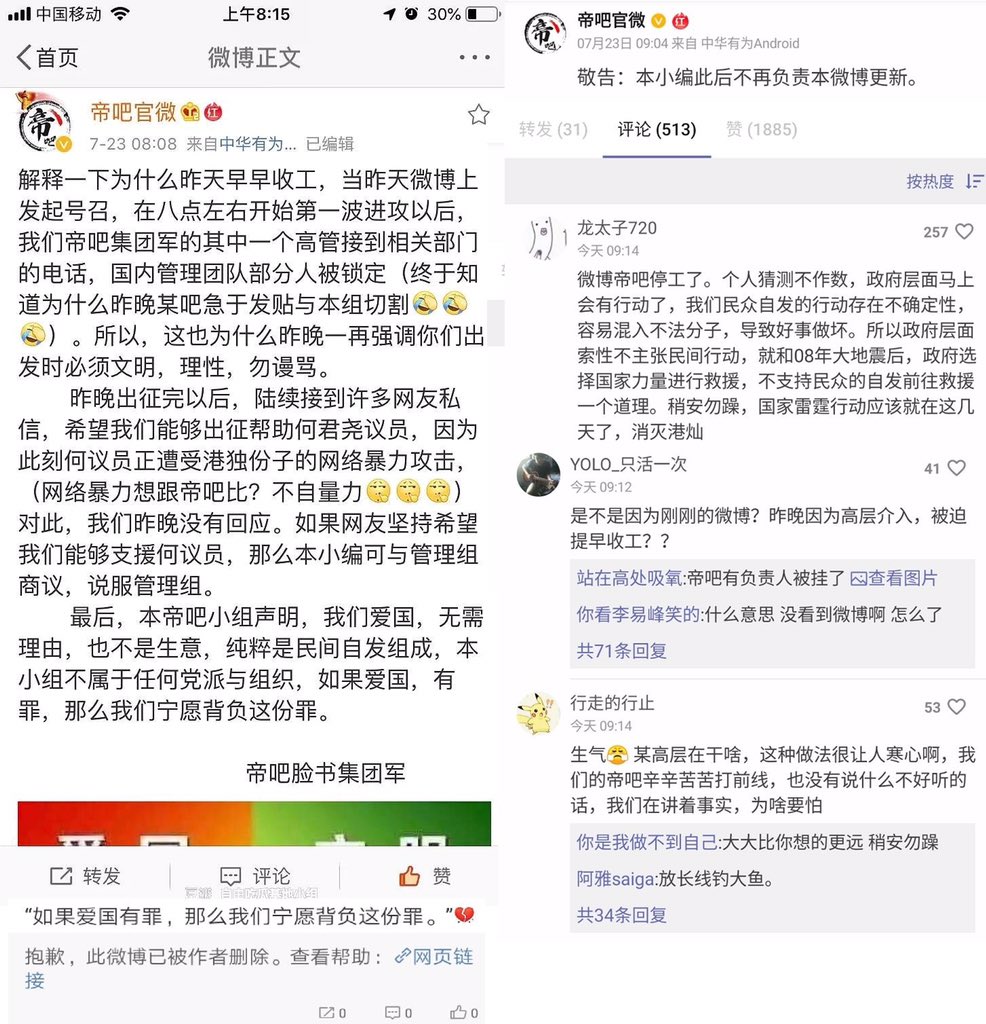 中国移动
上午8:15
30%
首页
微博正文
帝吧官微
7-23 08:08 来自中华有为... 已编辑
解释一下为什么昨天早早收工，当昨天微博上
发起号召，在八点左右开始第一波进攻以后，
我们帝吧集团军的其中一个高管接到相关部门
的电话，国内管理团队部分人被锁定（终于知
道为什么昨晚某吧急于发贴与本组切割🤣🤣
🤣）。所以，这也为什么昨晚一再强调你们出
发时必须文明，理性，勿谩骂。
昨晚出征完以后，陆续接到许多网友私
信，希望我们能够出征帮助何君尧议员，因为
此刻何议员正遭受港独份子的网络暴力攻击，
（网络暴力想跟帝吧比？不自量力🤭🤭🤭）
对此，我们昨晚没有回应。如果网友坚持希望
我们能够支援何议员，那么本小编可与管理组
商议，说服管理组。
最后，本帝吧小组声明，我们爱国，无需
理由，也不是生意，纯粹是民间自发组成，本
小组不属于任何党派与组织，如果爱国，有
罪，那么我们宁愿背负这份罪。
帝吧脸书集团军
转发
评论
赞
“如果爱国有罪，那么我们宁愿背负这份罪。”💔
抱歉，此微博已被作者删除。查看帮助：网页链
接
0
0
0
帝吧官微
07月23日 09:04 来自 中华有为Android
敬告：本小编此后不再负责本微博更新。
转发 (31)
评论 (513)
赞 (1885)
按热度
龙太子720
257
今天 09:14
微博帝吧停工了。个人猜测不作数，政府层面马上
会有行动了，我们民众自发的行动存在不确定性，
容易混入不法分子，导致好事做坏。所以政府层面
索性不主张民间行动，就和08年大地震后，政府选
择国家力量进行救援，不支持民众的自发前往救援
一个道理。稍安勿躁，国家雷霆行动应该就在这几
天了，消灭港灿
YOLO_只活一次
41
今天 09:12
是不是因为刚刚的微博？昨晚因为高层介入，被迫
提早收工？？
站在高处吸氧:帝吧有负责人被挂了 查看图片
你看李易峰笑的:什么意思 没看到微博啊 怎么了
共71条回复
行走的行止
53
今天 09:14
生气😤 某高层在干啥，这种做法很让人寒心啊，我
们的帝吧辛辛苦苦打前线，也没有说什么不好听的
话，我们在讲着事实，为啥要怕
你是我做不到自己:大大比你想的更远 稍安勿躁
阿雅saiga:放长线钓大鱼。
共34条回复